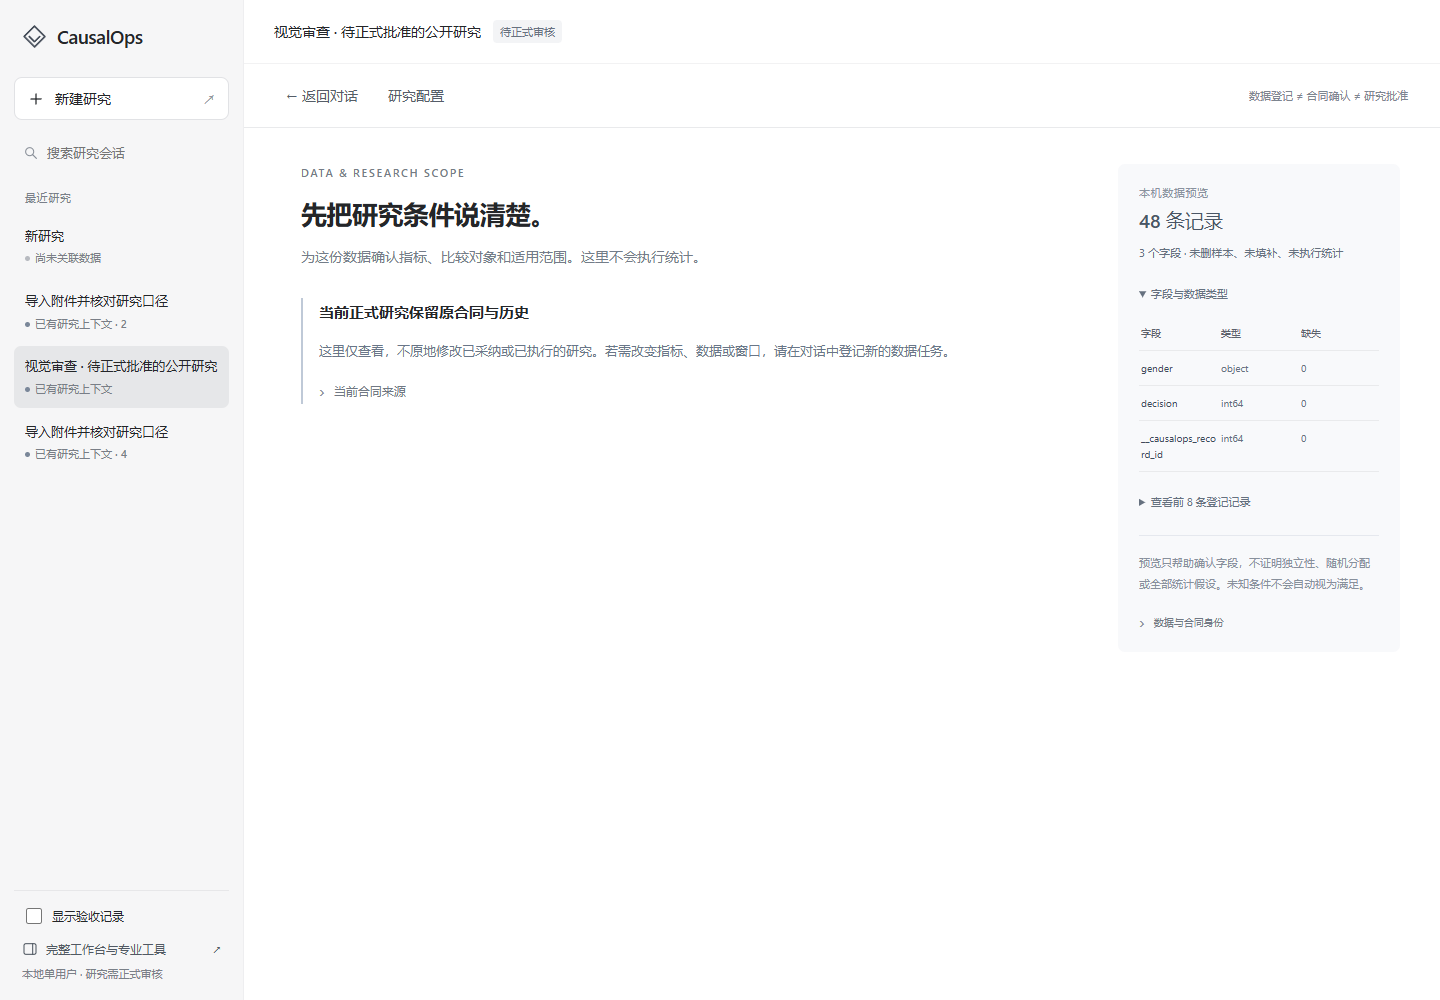 CausalOps
新建研究 ↗
搜索研究会话
最近研究
新研究
尚未关联数据
导入附件并核对研究口径
已有研究上下文 · 2
视觉审查 · 待正式批准的公开研究
已有研究上下文
导入附件并核对研究口径
已有研究上下文 · 4
显示验收记录
完整工作台与专业工具 ↗
本地单用户 · 研究需正式审核
视觉审查 · 待正式批准的公开研究 待正式审核
← 返回对话 研究配置 数据登记 ≠ 合同确认 ≠ 研究批准
DATA & RESEARCH SCOPE
先把研究条件说清楚。
为这份数据确认指标、比较对象和适用范围。这里不会执行统计。
当前正式研究保留原合同与历史
这里仅查看，不原地修改已采纳或已执行的研究。若需改变指标、数据或窗口，请在对话中登记新的数据任务。
› 当前合同来源
本机数据预览
48 条记录
3 个字段 · 未删样本、未填补、未执行统计
▼ 字段与数据类型
字段 类型 缺失
gender object 0
decision int64 0
__causalops_reco int64 0
rd_id
▶ 查看前 8 条登记记录
预览只帮助确认字段，不证明独立性、随机分配
或全部统计假设。未知条件不会自动视为满足。
› 数据与合同身份